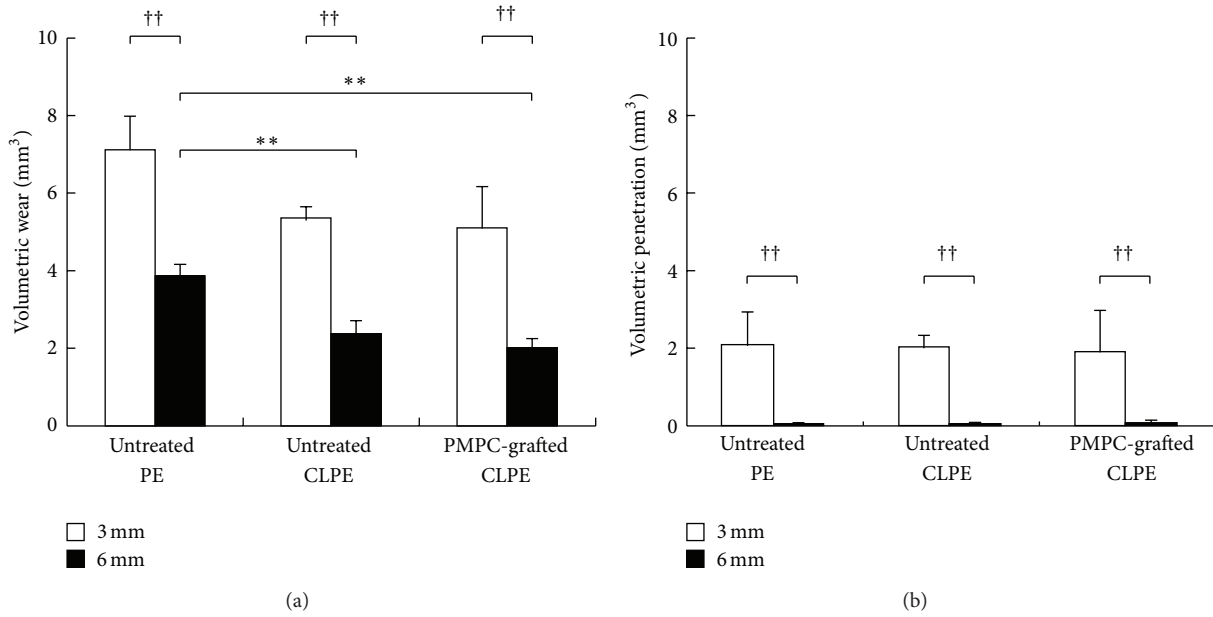 ††
††
††
**
**
10
8
6
4
2
0
Volumetric wear (mm³)
Untreated
PE
Untreated
CLPE
PMPC-grafted
CLPE
3 mm
6 mm
(a)
10
8
6
4
2
0
Volumetric penetration (mm³)
††
††
††
Untreated
PE
Untreated
CLPE
PMPC-grafted
CLPE
3 mm
6 mm
(b)